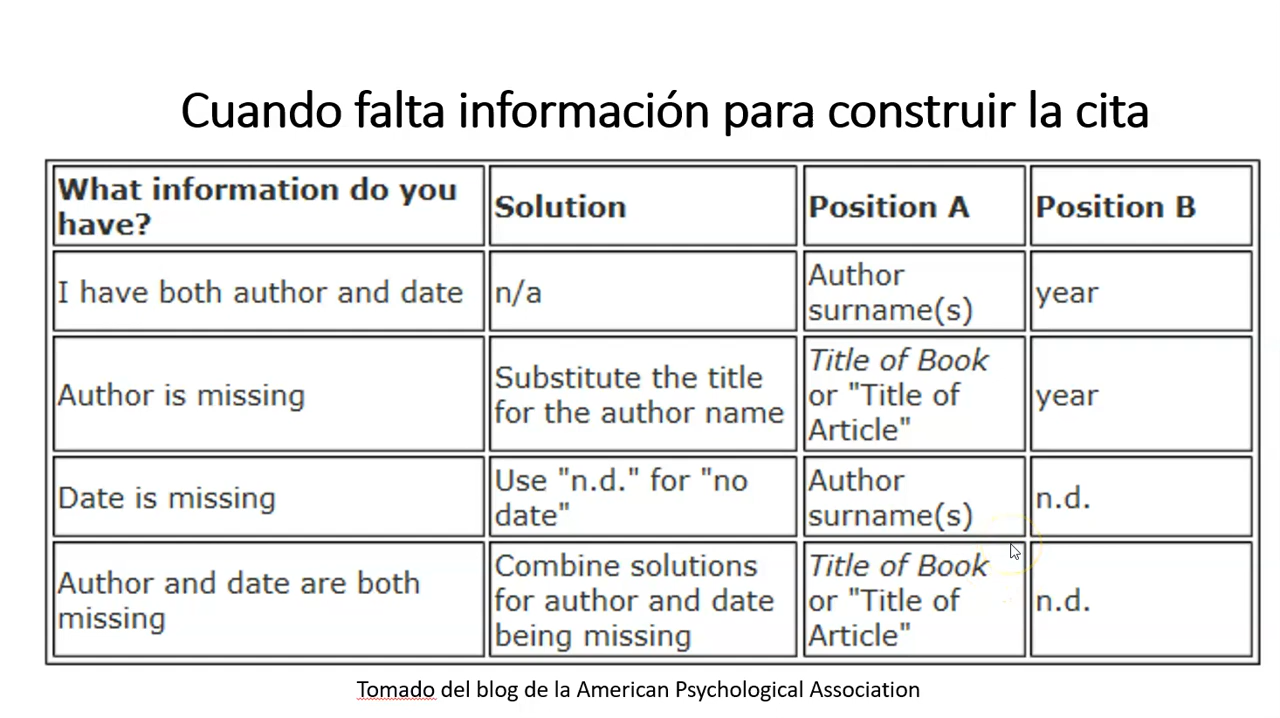 Cuando falta información para construir la cita
What information do you
have?
Solution
Position A
Position B
I have both author and date
n/a
Author
surname(s)
year
Author is missing
Substitute the title
for the author name
Title of Book
or "Title of
Article"
year
Date is missing
Use "n.d." for "no
date"
Author
surname(s)
n.d.
Author and date are both
missing
Combine solutions
for author and date
being missing
Title of Book
or "Title of
Article"
n.d.
Tomado del blog de la American Psychological Association